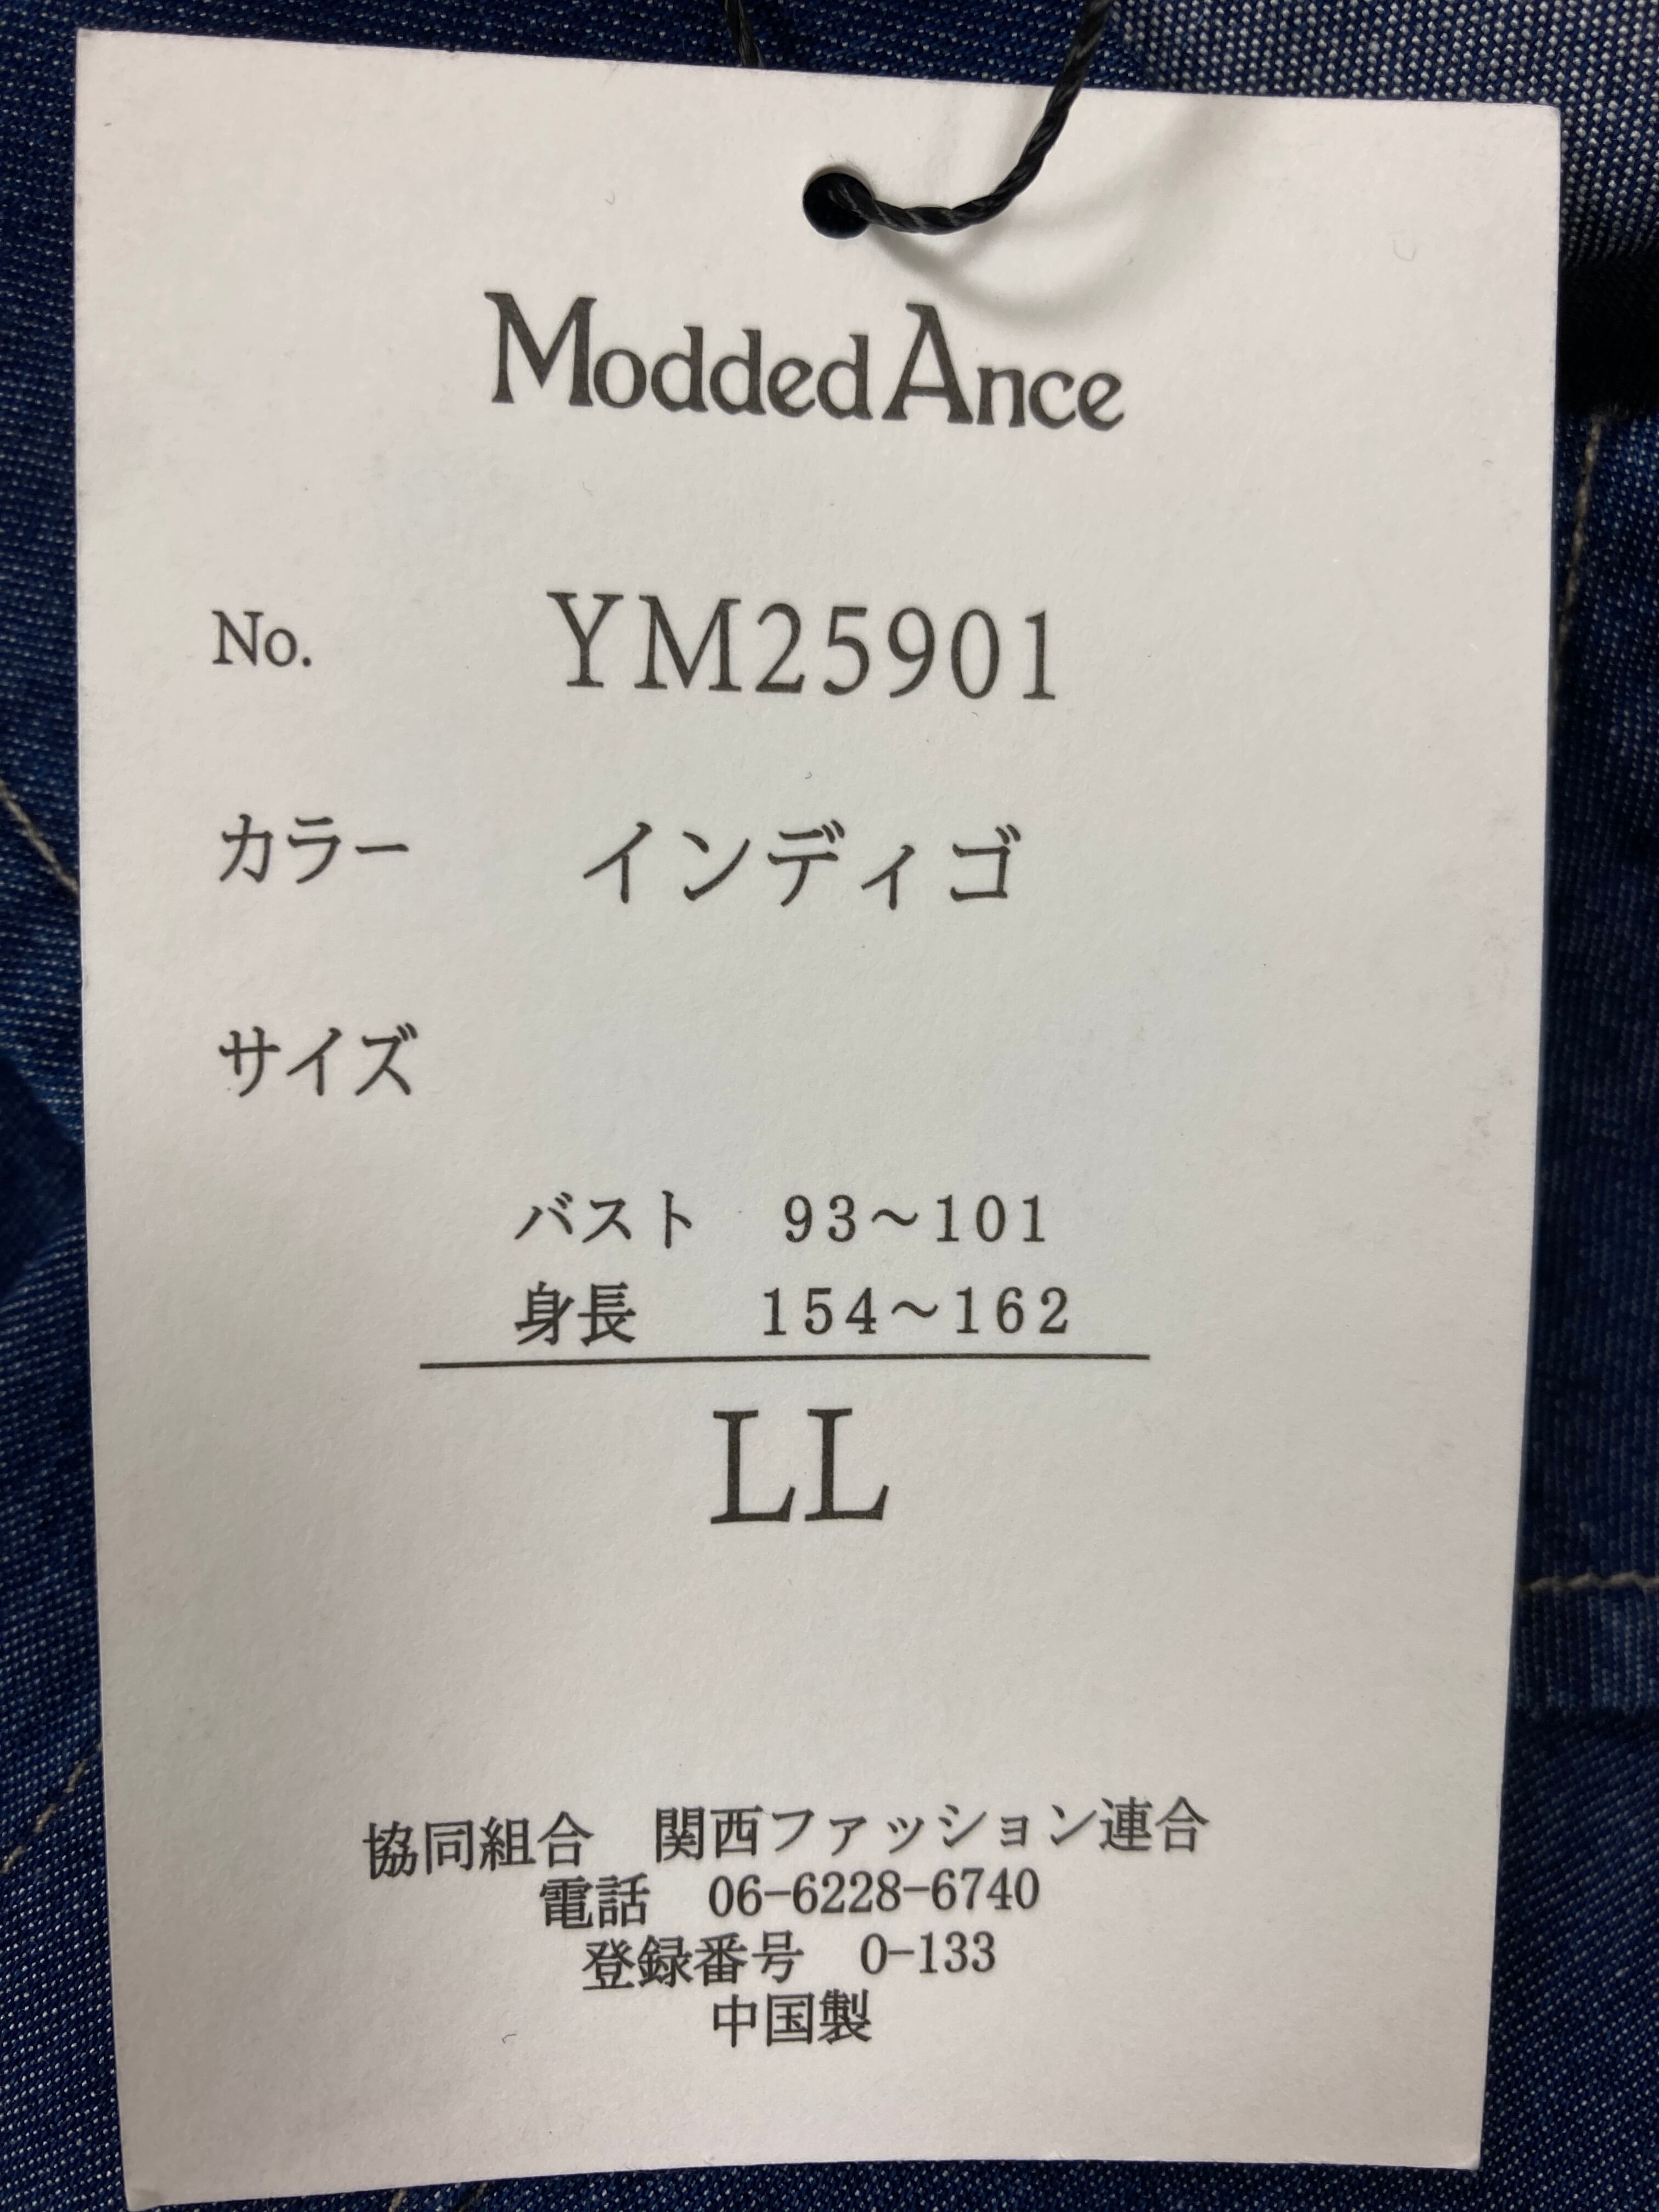 Modded Ance
No. YM25901
カラー インディゴ
サイズ
バスト 93～101
身長 154～162
LL
協同組合 関西ファッション連合
電話 06-6228-6740
登録番号 O-133
中国製